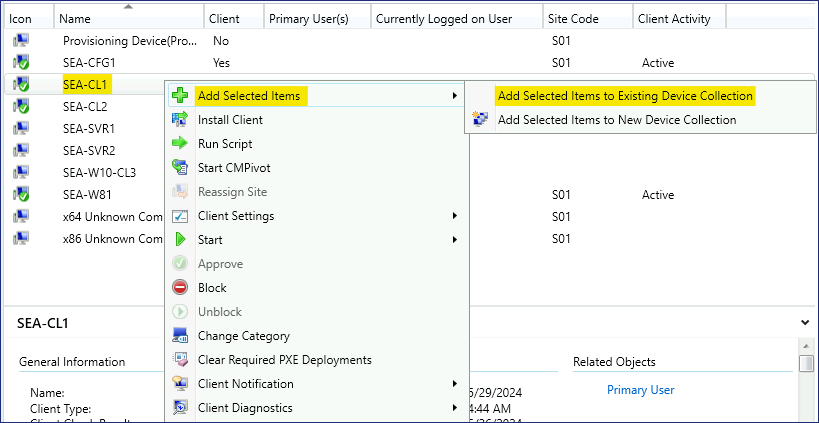 Icon Name Client Primary User(s) Currently Logged on User Site Code Client Activity
Provisioning Device(Pro... No S01
SEA-CFG1 Yes S01 Active
SEA-CL1
Add Selected Items Add Selected Items to Existing Device Collection
SEA-CL2
Install Client Add Selected Items to New Device Collection
SEA-SVR1
Run Script
SEA-SVR2
Start CMPivot
SEA-W10-CL3
Reassign Site
SEA-W81 S01 Active
Client Settings
x64 Unknown Com S01
Start
x86 Unknown Com S01
Approve
Block
Unblock
SEA-CL1
Change Category
General Information Related Objects
Clear Required PXE Deployments
Name: /29/2024 Primary User
Client Notification
Client Type: :44 AM
Client Diagnostics